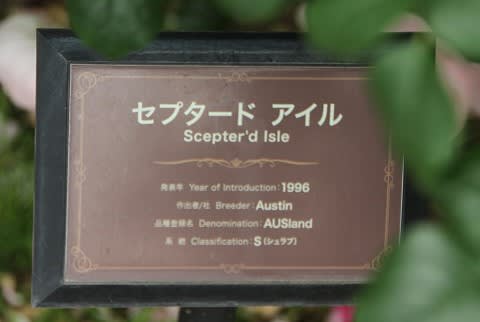 セプタード アイル
Scepter'd Isle
発表年 Year of Introduction：1996
作出者/社 Breeder：Austin
品種登録名 Denomination：AUSland
系 統 Classification：S（シュラブ）